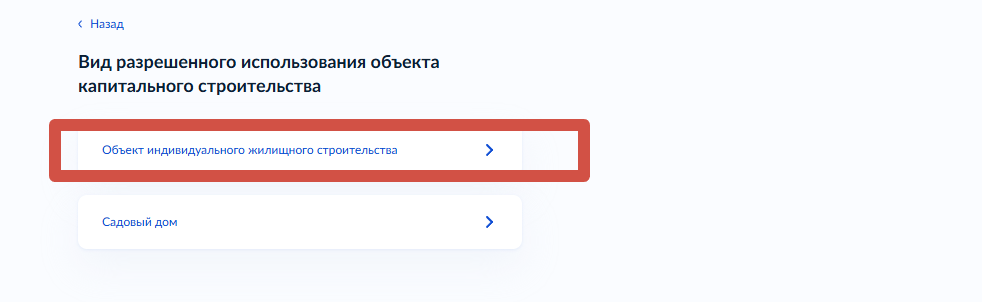 Назад
Вид разрешенного использования объекта
капитального строительства
Объект индивидуального жилищного строительства
Садовый дом